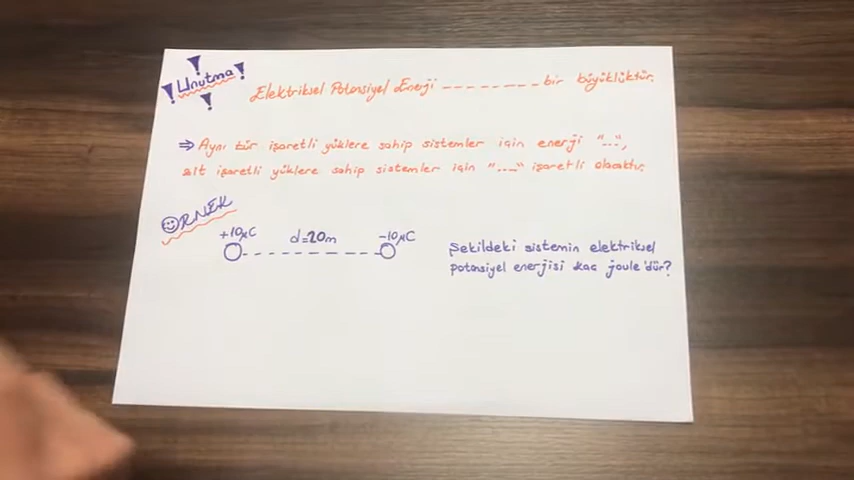 Unutma
Elektriksel Potansiyel Enerji -------- bir büyüklüktür.
⇒ Aynı tür işaretli yüklere sahip sistemler için enerji "...",
zıt işaretli yüklere sahip sistemler için "...." işaretli olacaktır.
ÖRNEK
+10μC d=20m -10μC
Şekildeki sistemin elektriksel
potansiyel enerjisi kaç joule'dür?